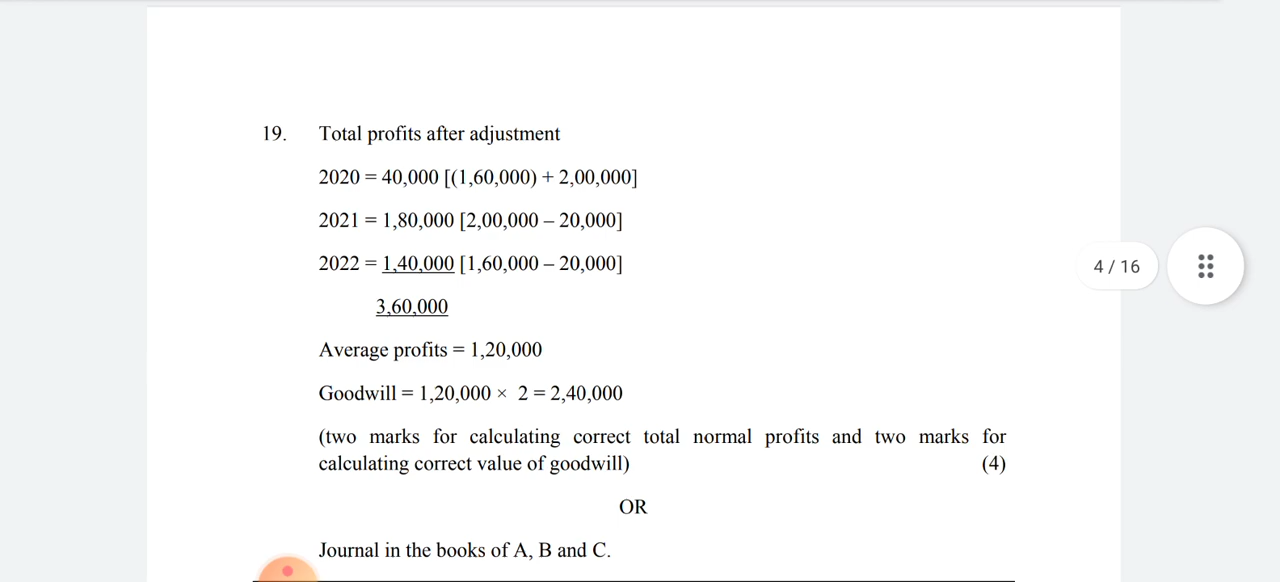 19. Total profits after adjustment
2020 = 40,000 [(1,60,000) + 2,00,000]
2021 = 1,80,000 [2,00,000 – 20,000]
2022 = 1,40,000 [1,60,000 – 20,000]
3,60,000
4 / 16
Average profits = 1,20,000
Goodwill = 1,20,000 × 2 = 2,40,000
(two marks for calculating correct total normal profits and two marks for
calculating correct value of goodwill) (4)
OR
Journal in the books of A, B and C.